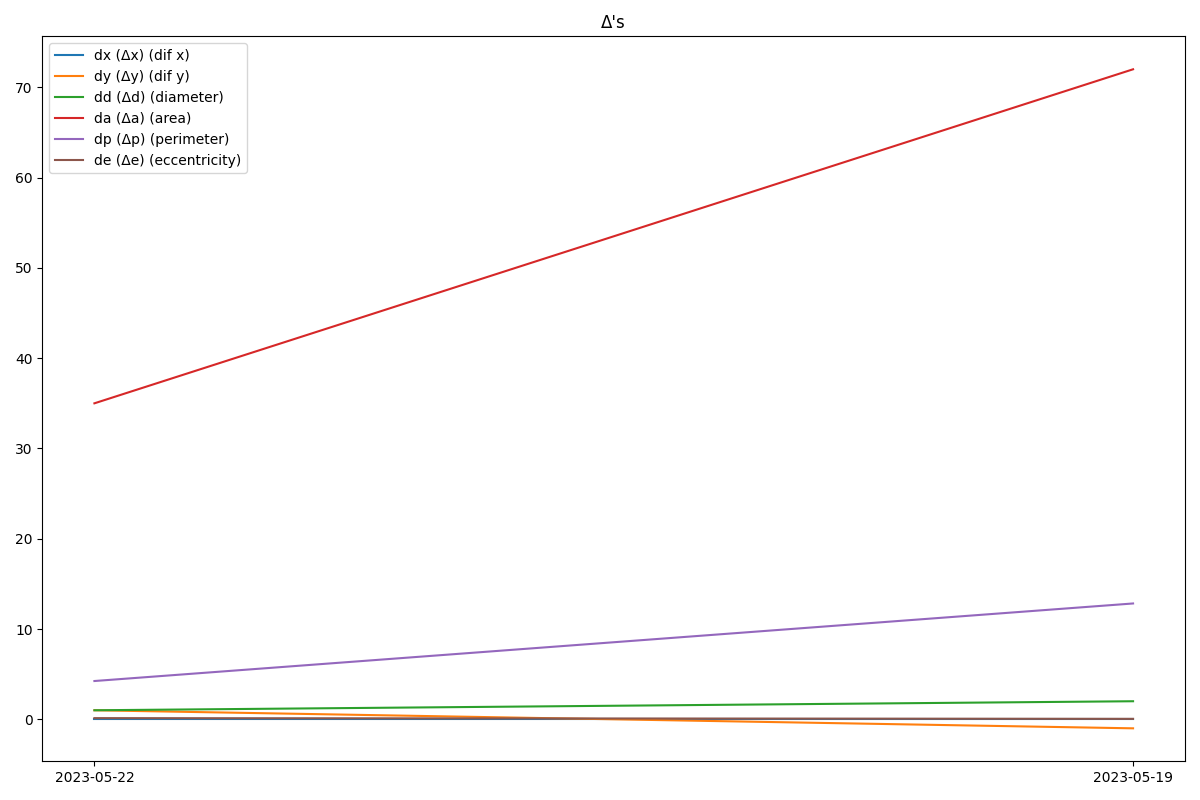 Δ's
dx (Δx) (dif x)
dy (Δy) (dif y)
dd (Δd) (diameter)
da (Δa) (area)
dp (Δp) (perimeter)
de (Δe) (eccentricity)
70
60
50
40
30
20
10
0
2023-05-22
2023-05-19